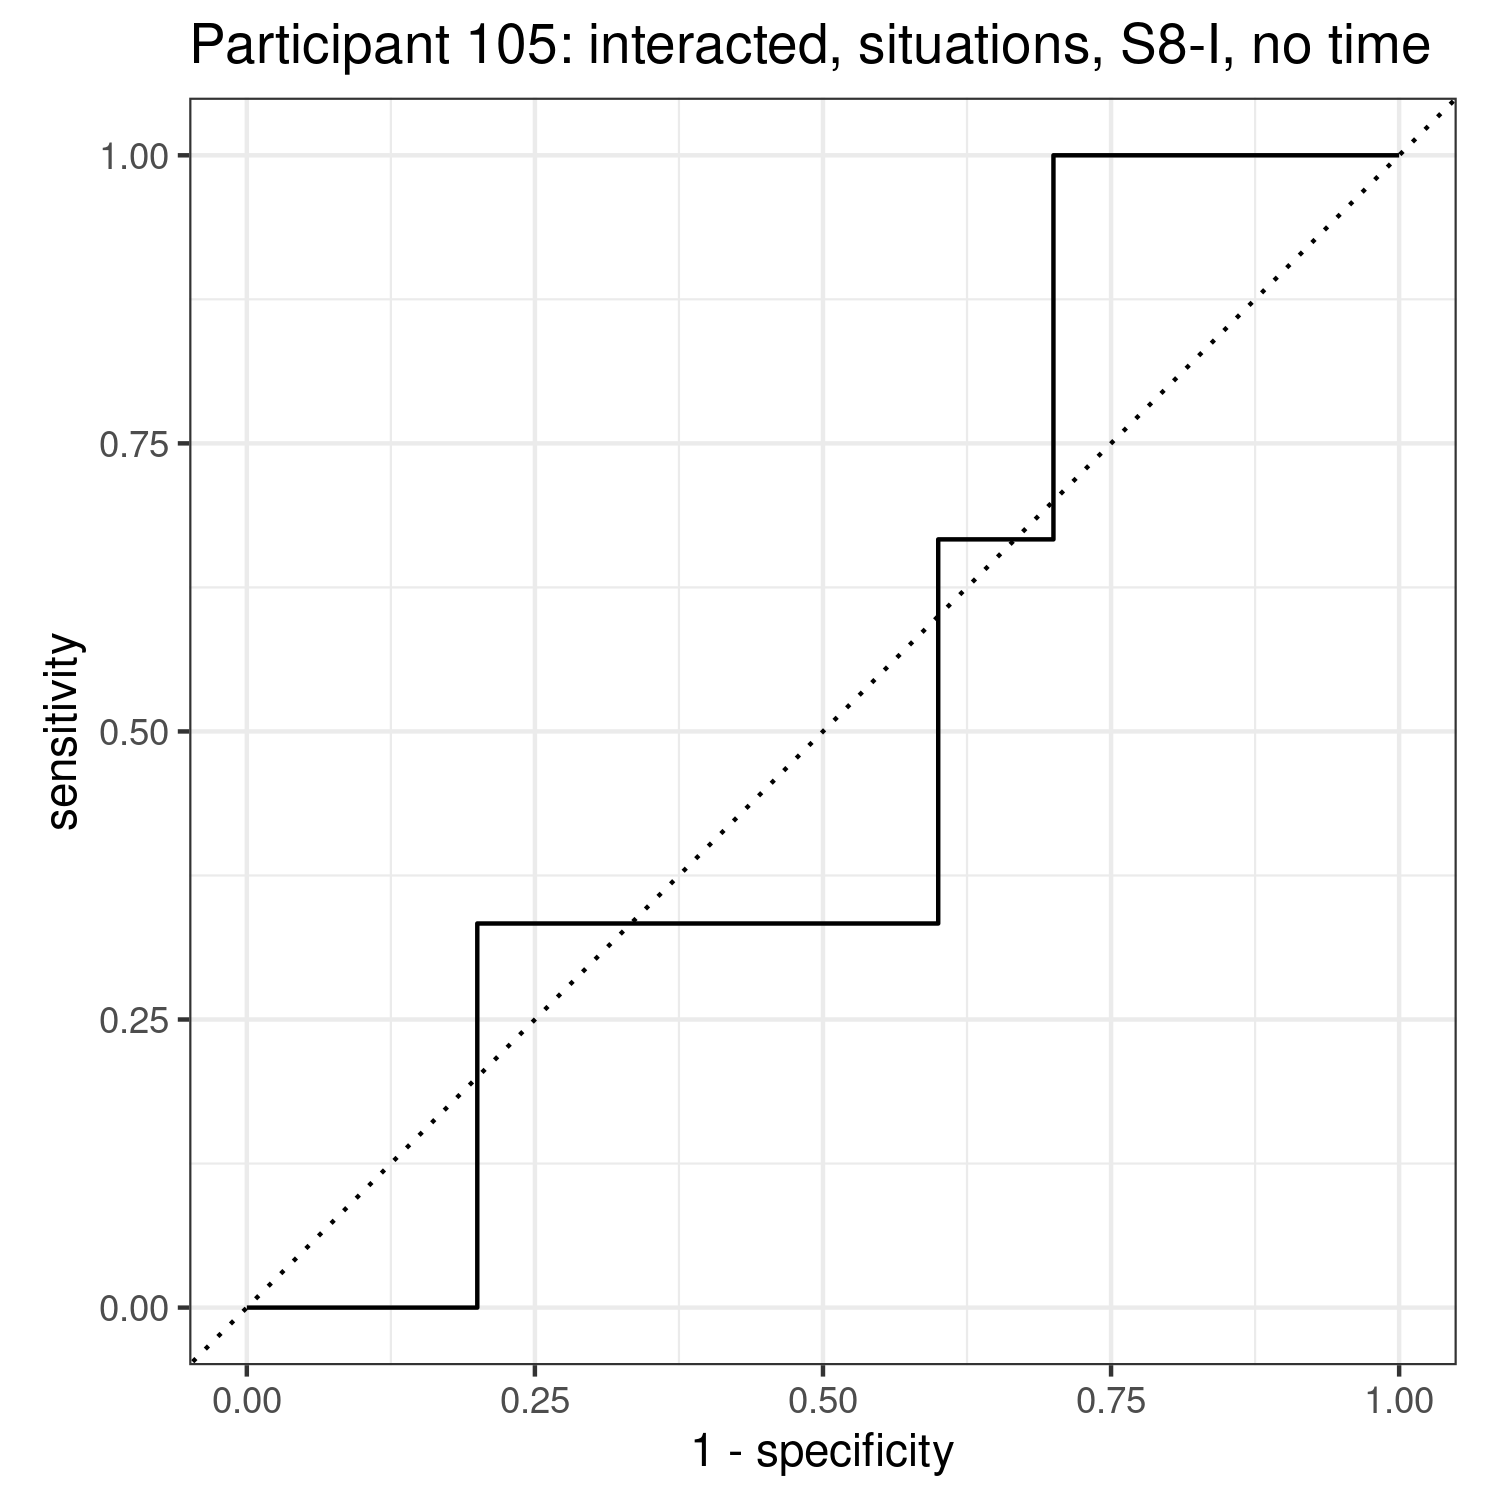 Participant 105: interacted, situations, S8-I, no time
1.00
0.75
0.50
0.25
0.00
sensitivity
0.00 0.25 0.50 0.75 1.00
1 - specificity